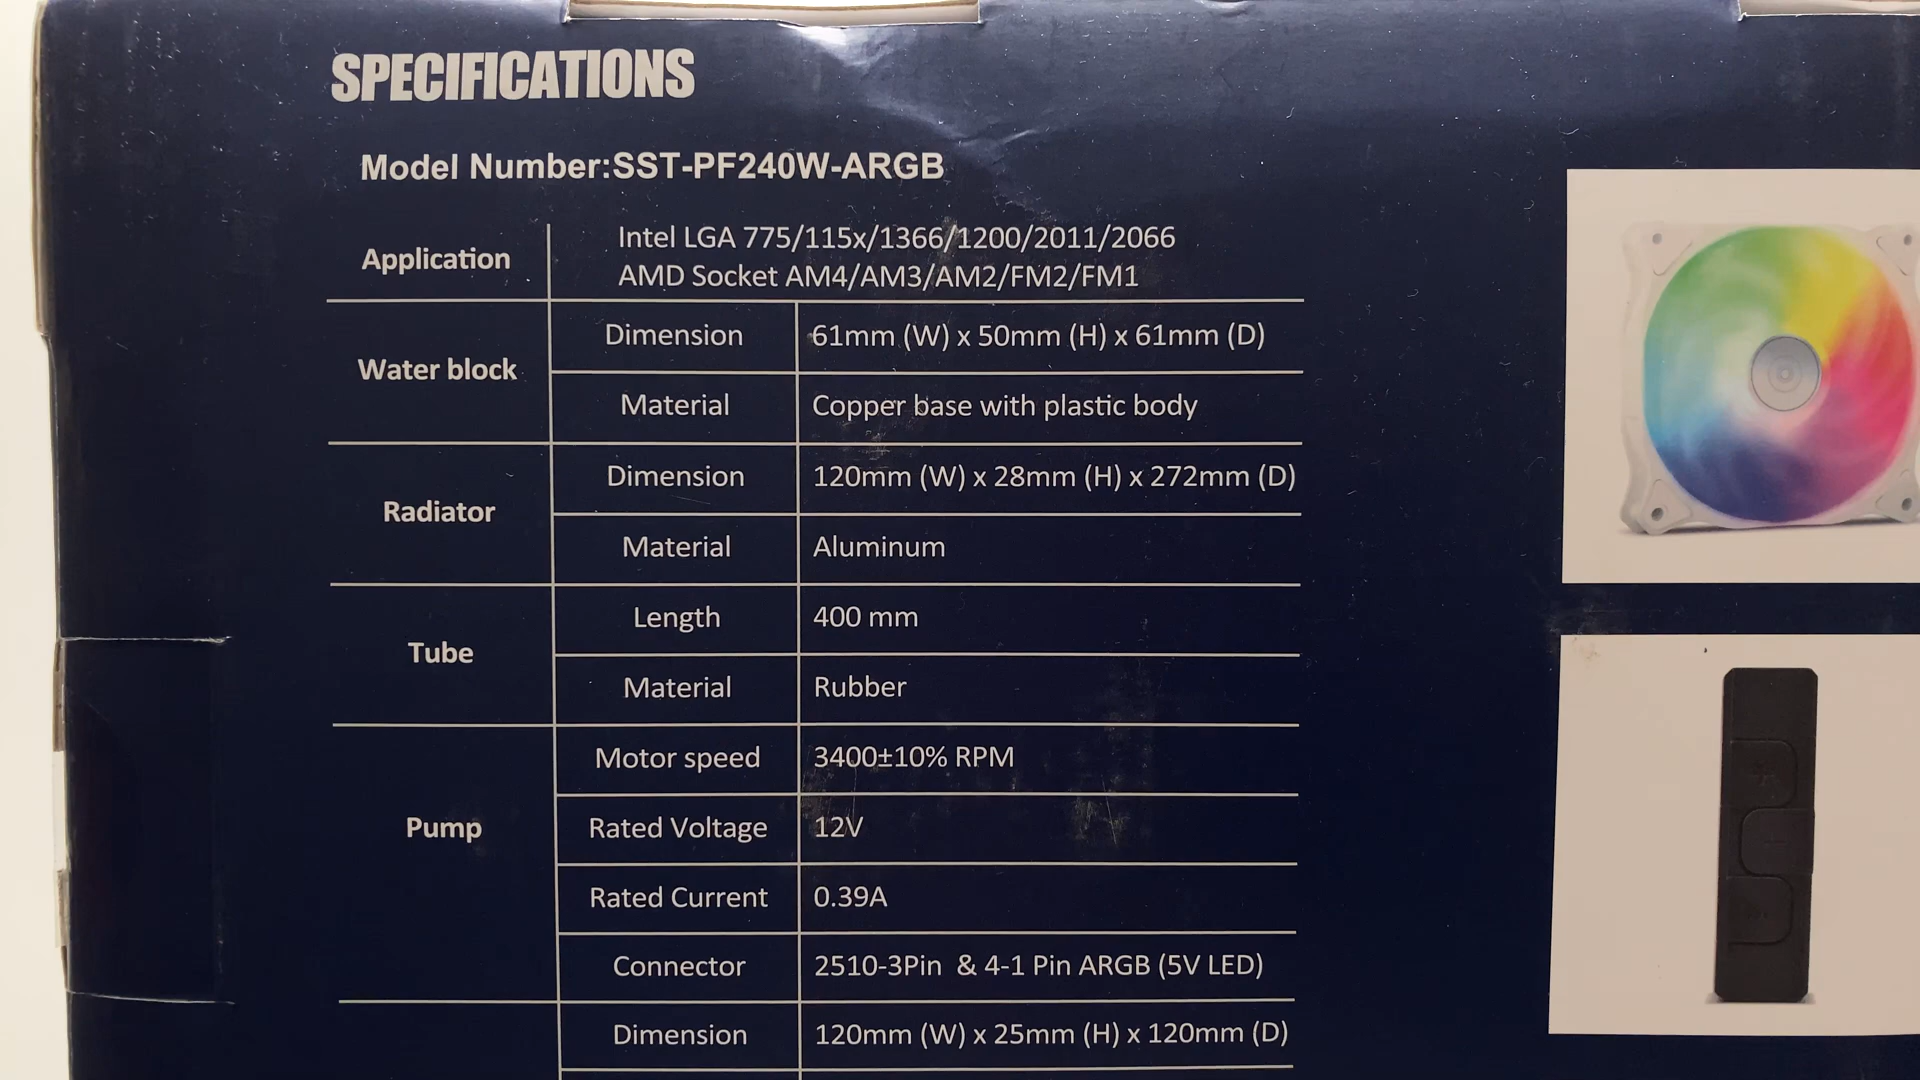 SPECIFICATIONS
Model Number:SST-PF240W-ARGB
Application
Intel LGA 775/115x/1366/1200/2011/2066
AMD Socket AM4/AM3/AM2/FM2/FM1
Water block
Dimension 61mm (W) x 50mm (H) x 61mm (D)
Material Copper base with plastic body
Radiator
Dimension 120mm (W) x 28mm (H) x 272mm (D)
Material Aluminum
Tube
Length 400 mm
Material Rubber
Pump
Motor speed 3400±10% RPM
Rated Voltage 12V
Rated Current 0.39A
Connector 2510-3Pin & 4-1 Pin ARGB (5V LED)
Dimension 120mm (W) x 25mm (H) x 120mm (D)